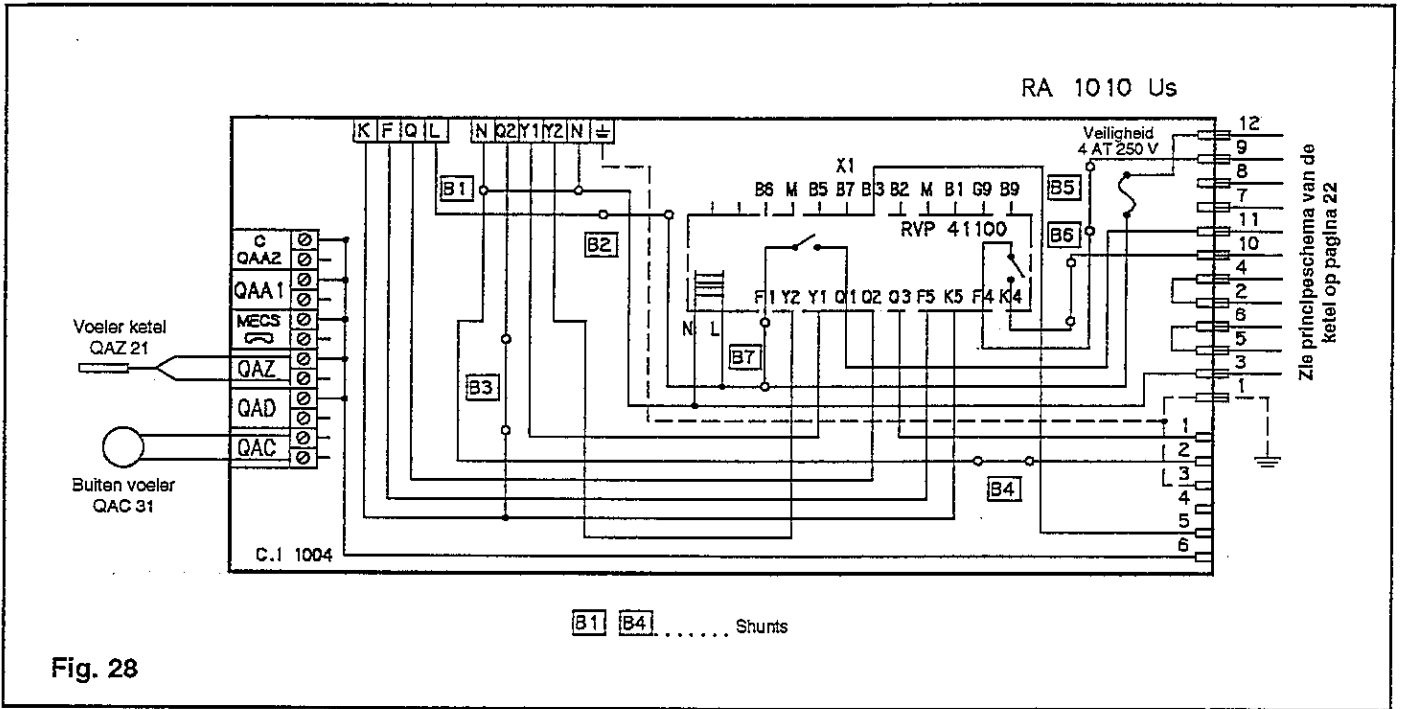 RA 1010 Us
K F Q L N Q2 Y1 Y2 N
Veiligheid
4 AT 250 V
12
9
8
7
11
10
4
2
6
5
3
1
Zie principeschema van de
ketel op pagina 22
X1
B6 M B5 B7 B3 B2 M B1 G9 B9
RVP 41100
F1 Y2 Y1 Q1 Q2 Q3 F5 K5 F4 K4
N L
B1
B2
B3
B4
B5
B6
B7
C
QAA2
QAA1
MECS
QAZ
QAD
QAC
Voeler ketel
QAZ 21
Buiten voeler
QAC 31
1
2
3
4
5
6
C.I 1004
B1 B4 ...... Shunts
Fig. 28